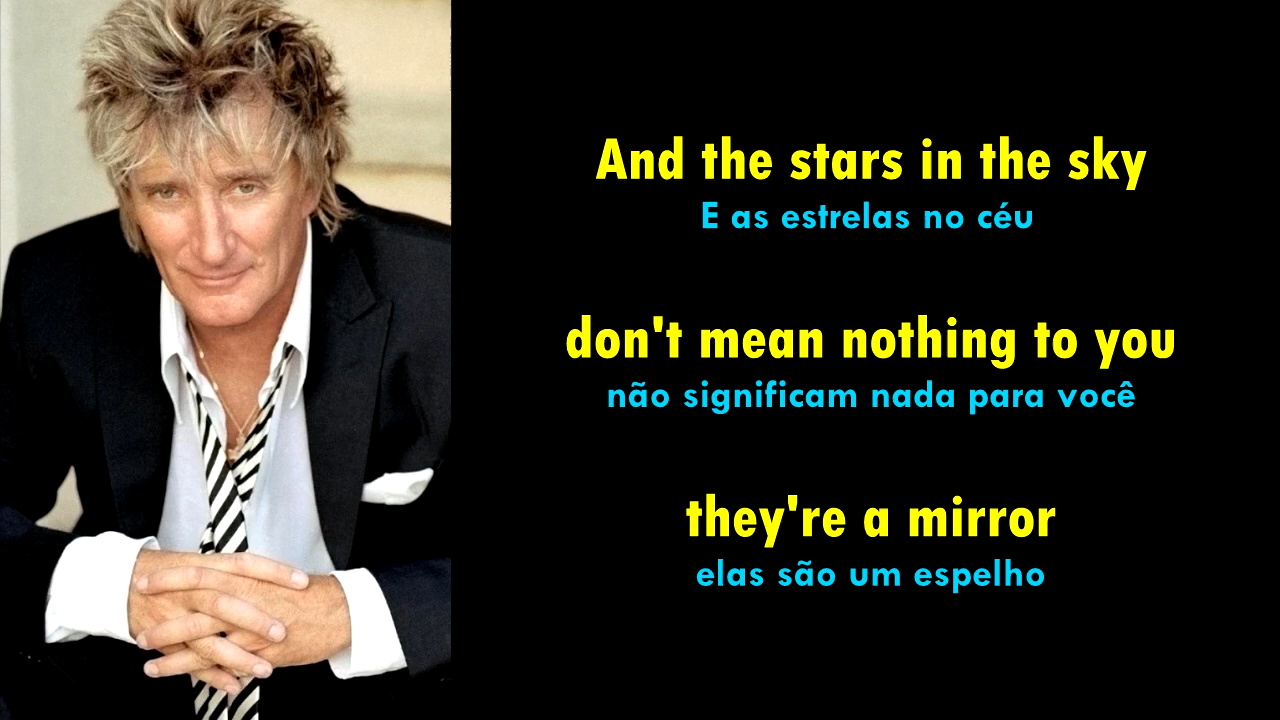 And the stars in the sky
E as estrelas no céu
don't mean nothing to you
não significam nada para você
they're a mirror
elas são um espelho